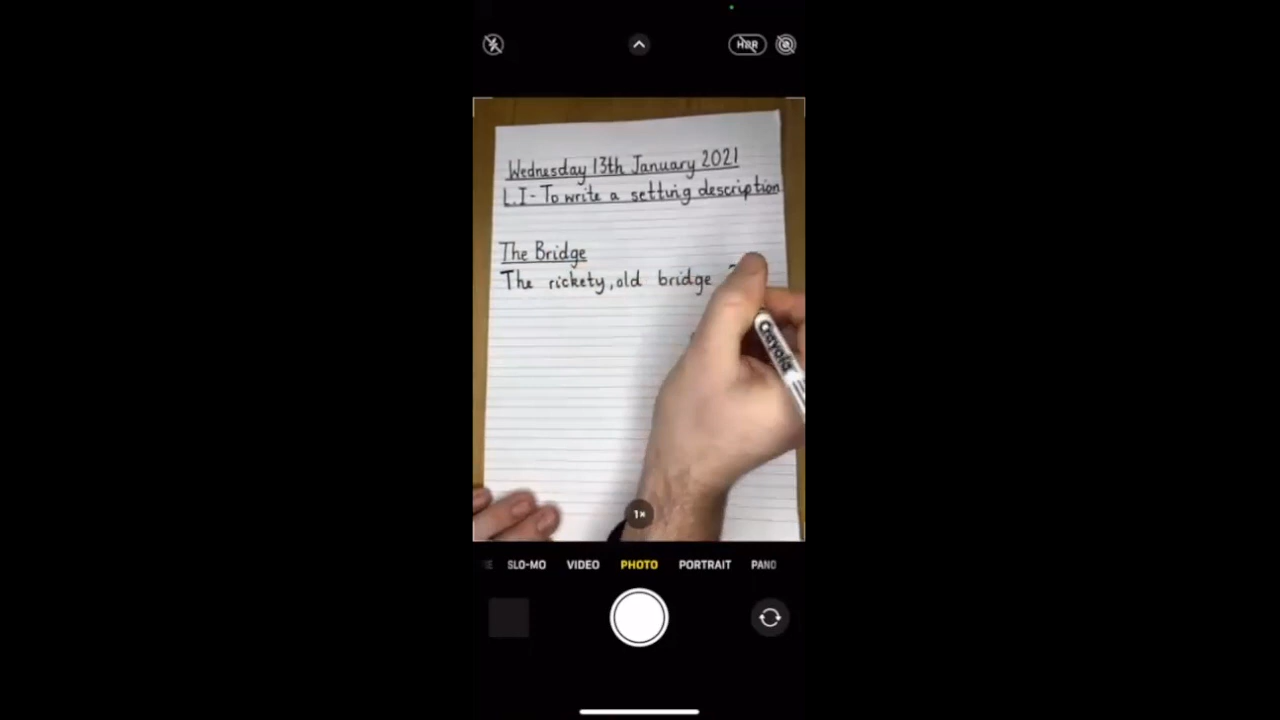 HDR
Wednesday 13th January 2021
L.I- To write a setting description
The Bridge
The rickety, old bridge
Crayola
1×
SLO-MO VIDEO PHOTO PORTRAIT PANO